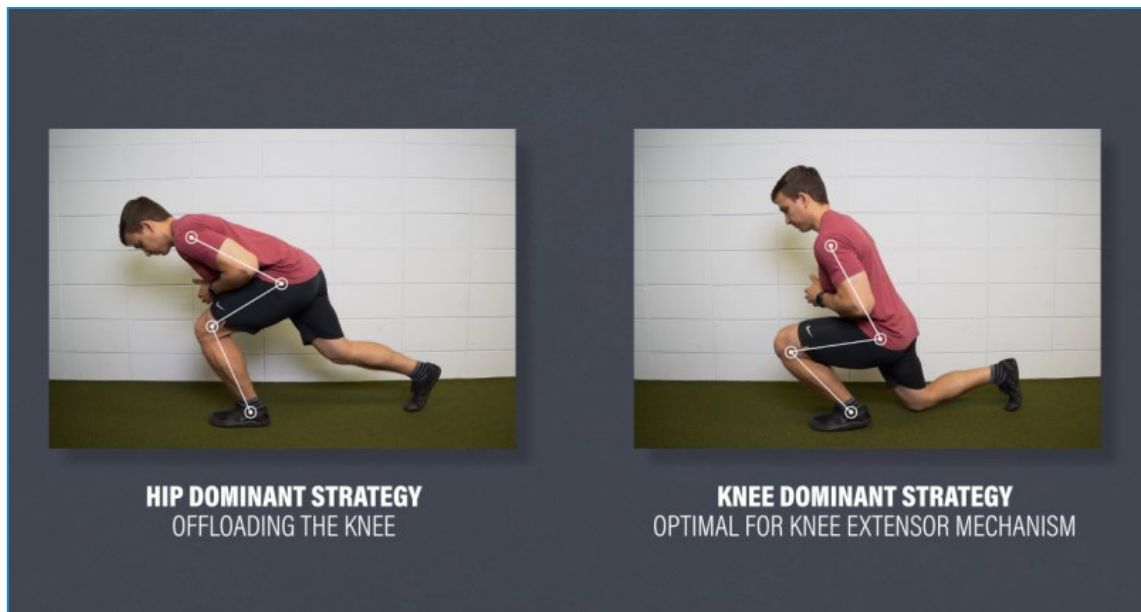 HIP DOMINANT STRATEGY
OFFLOADING THE KNEE
KNEE DOMINANT STRATEGY
OPTIMAL FOR KNEE EXTENSOR MECHANISM